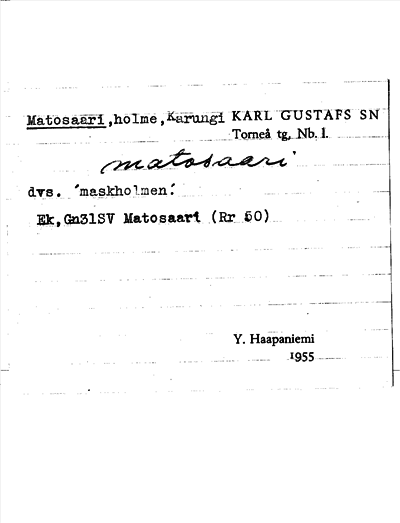 Matosaari,holme,Karungi KARL GUSTAFS SN
Torneå tg, Nb. l.
matosaari
dvs. "maskholmen".
Ek,Gn31SV Matosaari (Rr 50)
Y. Haapaniemi
1955